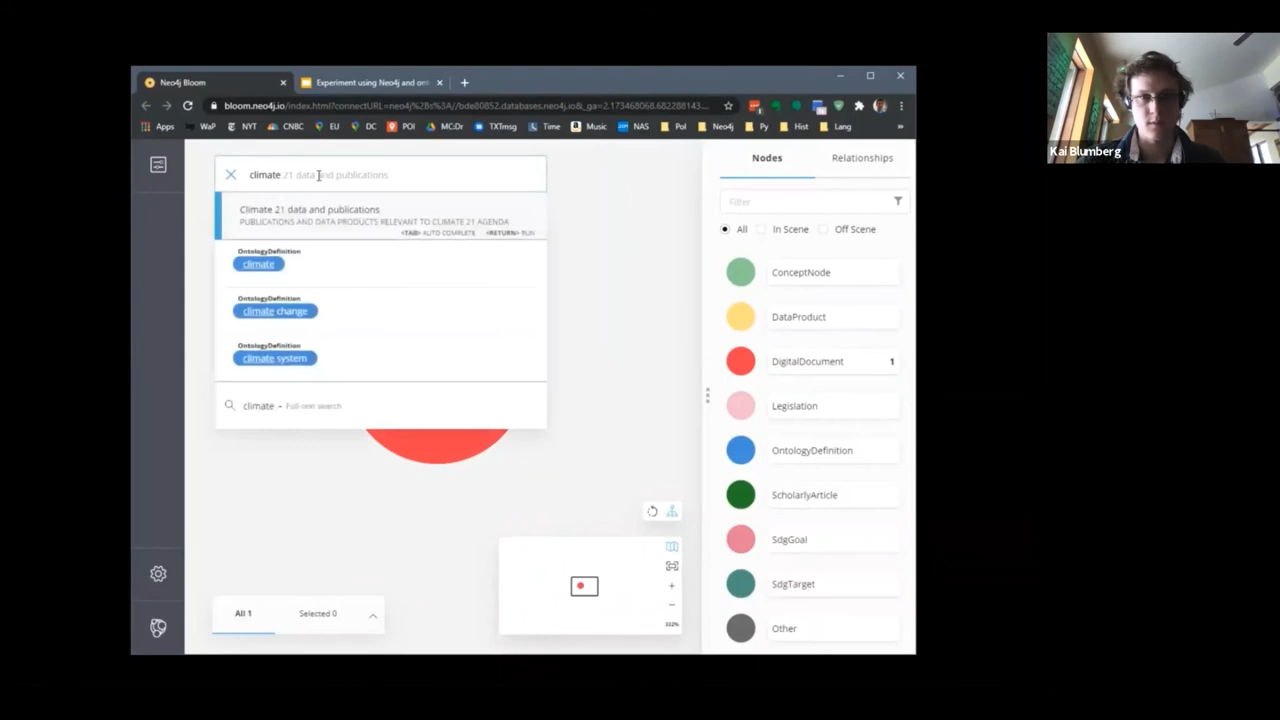 Neo4j Bloom
Experiment using Neo4j and ont
bloom.neo4j.io/index.html?connectURL=neo4j%2Bs%3A//bde80852.databases.neo4j.io&_ga=2.173468068.682288143...
Apps WaP NYT CNBC EU DC POI MC:Dr TXTmsg Time Music NAS Pol Neo4j Py Hist Lang »
climate 21 data and publications
Climate 21 data and publications
PUBLICATIONS AND DATA PRODUCTS RELEVANT TO CLIMATE 21 AGENDA
<TAB> AUTO COMPLETE <RETURN> RUN
OntologyDefinition
climate
OntologyDefinition
climate change
OntologyDefinition
climate system
climate – Full-text search
All 1 Selected 0
332%
Nodes Relationships
Filter
All In Scene Off Scene
ConceptNode
DataProduct
DigitalDocument 1
Legislation
OntologyDefinition
ScholarlyArticle
SdgGoal
SdgTarget
Other
Kai Blumberg